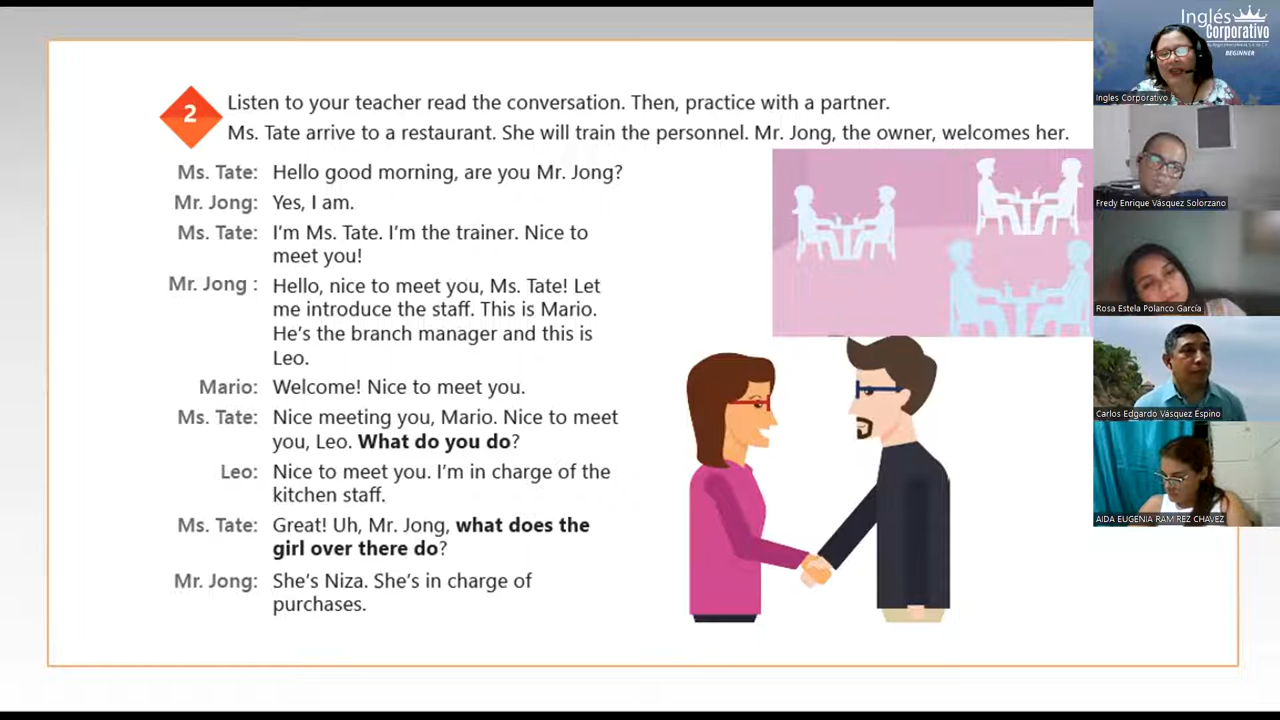 2
Listen to your teacher read the conversation. Then, practice with a partner.
Ms. Tate arrive to a restaurant. She will train the personnel. Mr. Jong, the owner, welcomes her.
Ms. Tate: Hello good morning, are you Mr. Jong?
Mr. Jong: Yes, I am.
Ms. Tate: I'm Ms. Tate. I'm the trainer. Nice to
meet you!
Mr. Jong : Hello, nice to meet you, Ms. Tate! Let
me introduce the staff. This is Mario.
He's the branch manager and this is
Leo.
Mario: Welcome! Nice to meet you.
Ms. Tate: Nice meeting you, Mario. Nice to meet
you, Leo. What do you do?
Leo: Nice to meet you. I'm in charge of the
kitchen staff.
Ms. Tate: Great! Uh, Mr. Jong, what does the
girl over there do?
Mr. Jong: She's Niza. She's in charge of
purchases.
Inglés
Corporativo
BEGINNER
Ingles Corporativo
Fredy Enrique Vásquez Solorzano
Rosa Estela Polanco García
Carlos Edgardo Vásquez Espino
AIDA EUGENIA RAM REZ CHAVEZ